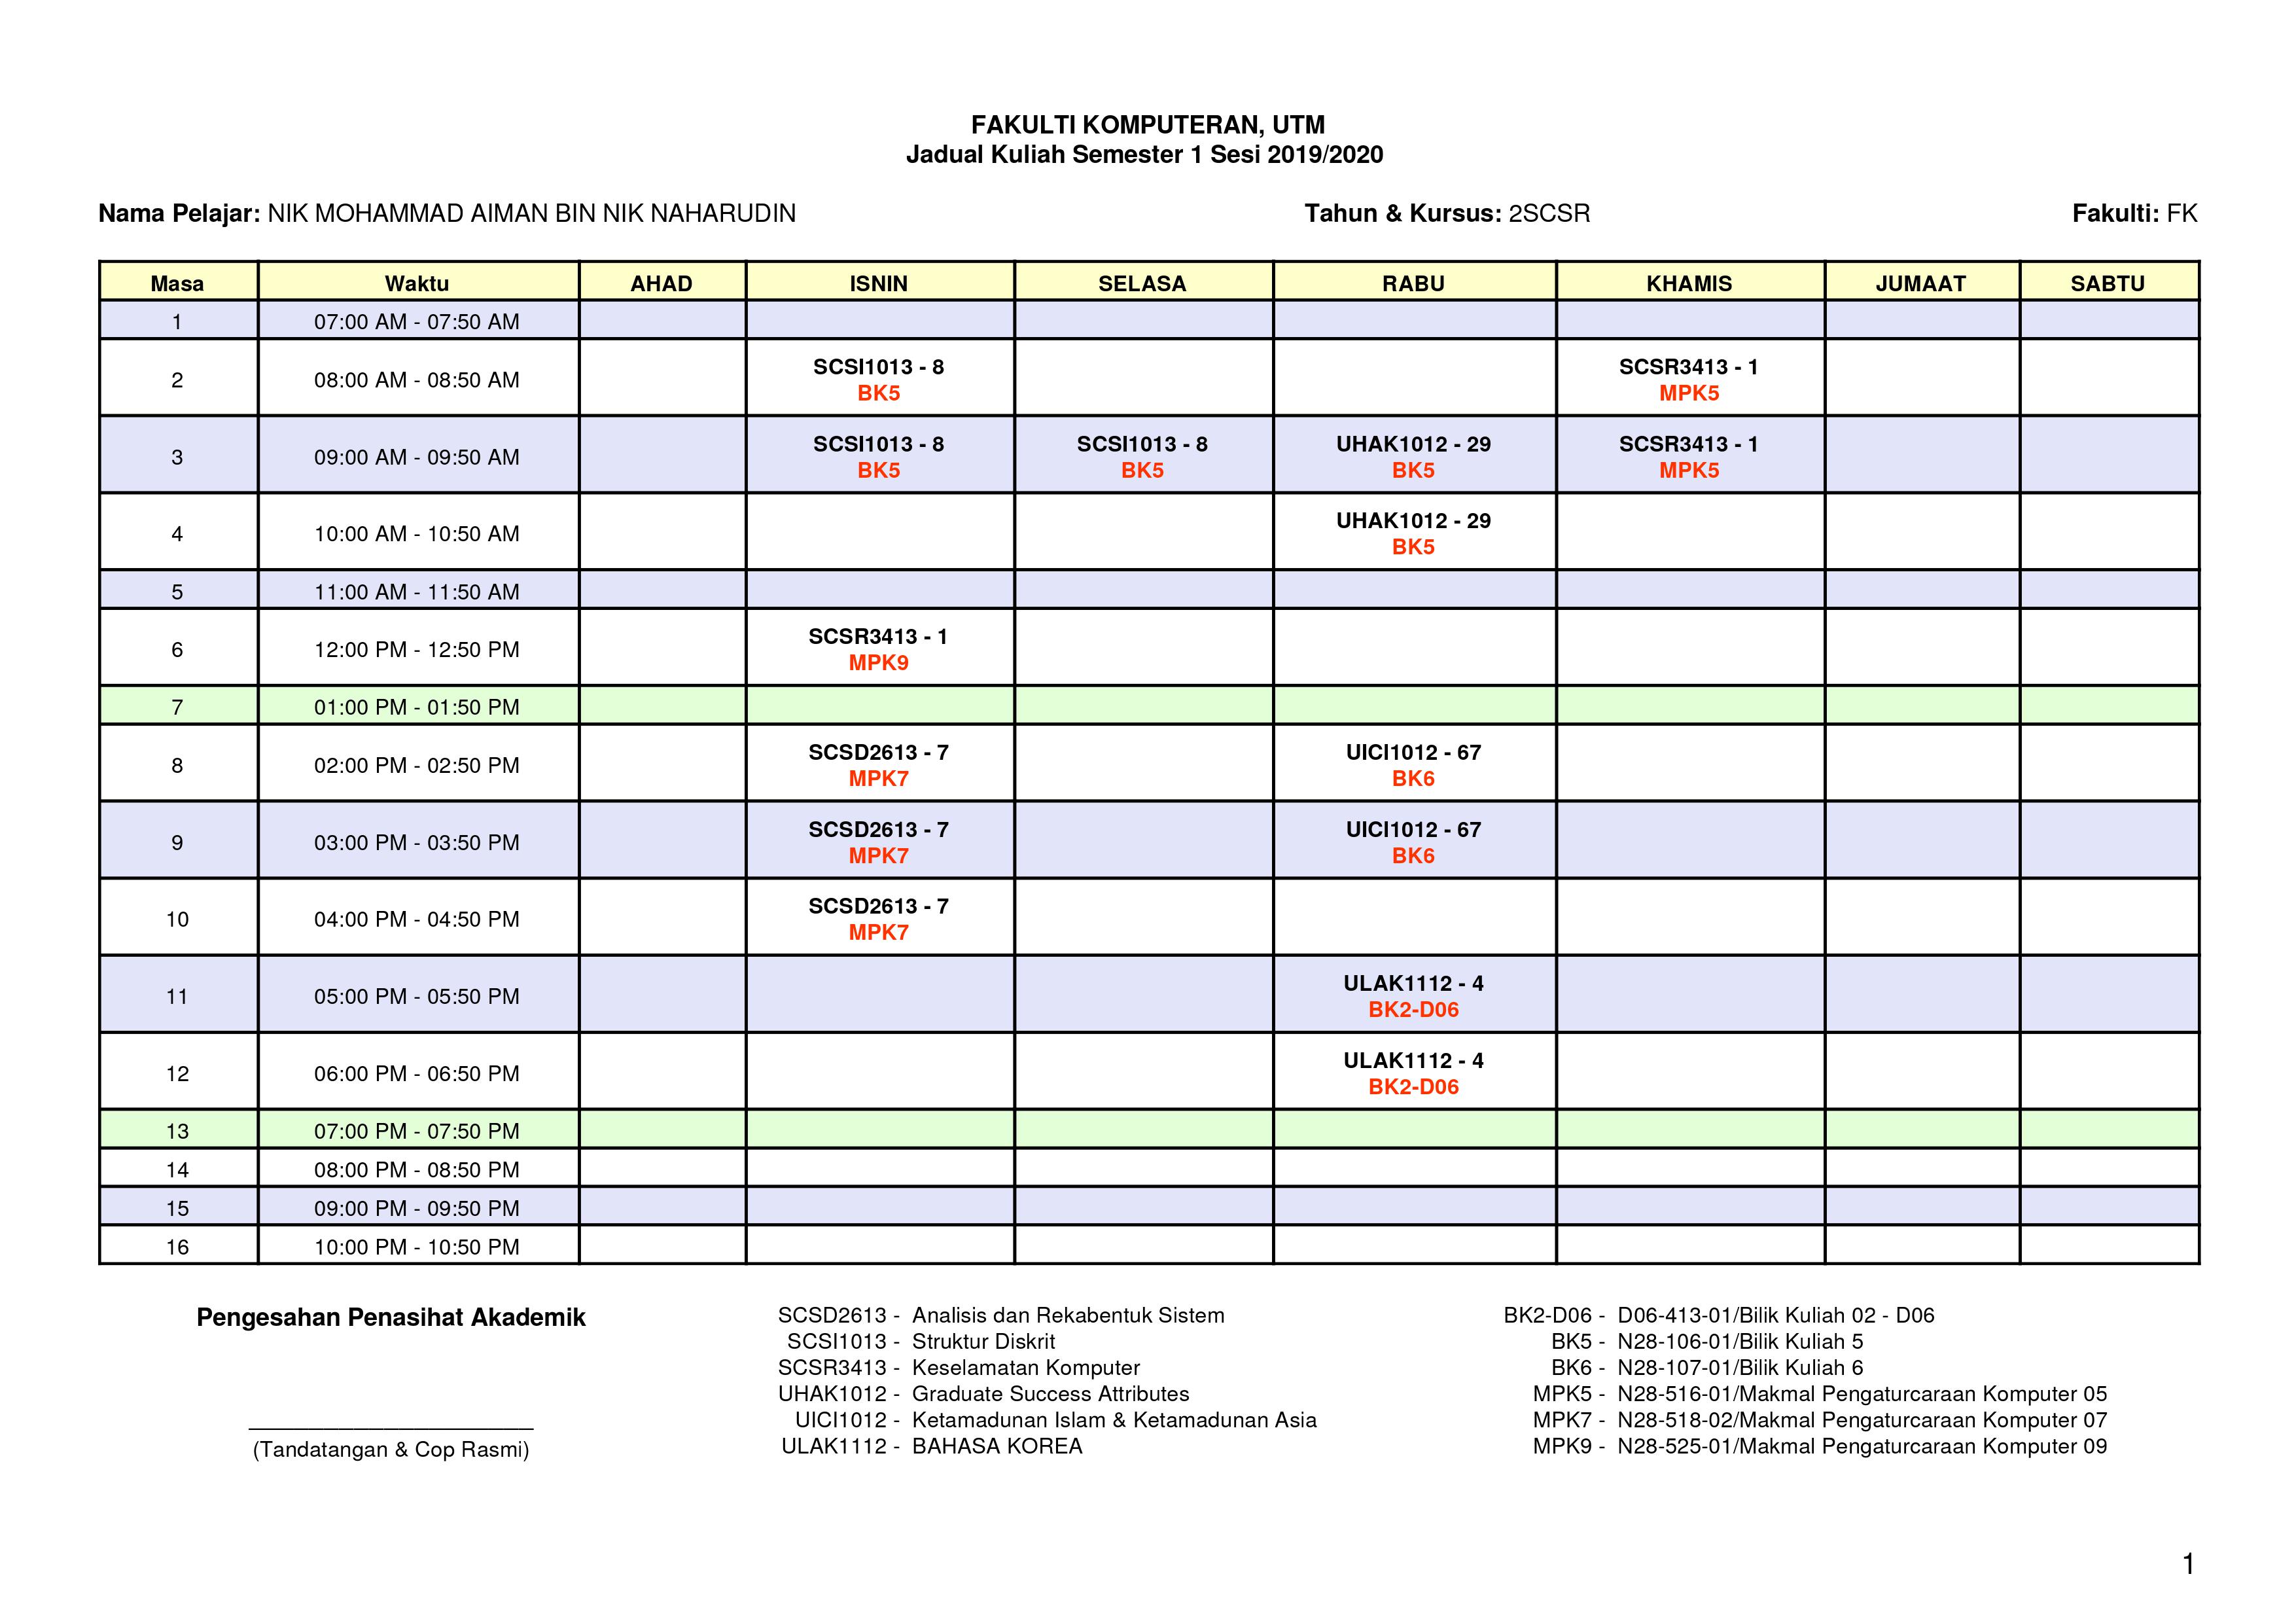 FAKULTI KOMPUTERAN, UTM
Jadual Kuliah Semester 1 Sesi 2019/2020
Nama Pelajar: NIK MOHAMMAD AIMAN BIN NIK NAHARUDIN Tahun & Kursus: 2SCSR Fakulti: FK
Masa Waktu AHAD ISNIN SELASA RABU KHAMIS JUMAAT SABTU
1 07:00 AM - 07:50 AM
2 08:00 AM - 08:50 AM SCSI1013 - 8 SCSR3413 - 1
BK5 MPK5
3 09:00 AM - 09:50 AM SCSI1013 - 8 SCSI1013 - 8 UHAK1012 - 29 SCSR3413 - 1
BK5 BK5 BK5 MPK5
4 10:00 AM - 10:50 AM UHAK1012 - 29
BK5
5 11:00 AM - 11:50 AM
6 12:00 PM - 12:50 PM SCSR3413 - 1
MPK9
7 01:00 PM - 01:50 PM
8 02:00 PM - 02:50 PM SCSD2613 - 7 UICI1012 - 67
MPK7 BK6
9 03:00 PM - 03:50 PM SCSD2613 - 7 UICI1012 - 67
MPK7 BK6
10 04:00 PM - 04:50 PM SCSD2613 - 7
MPK7
11 05:00 PM - 05:50 PM ULAK1112 - 4
BK2-D06
12 06:00 PM - 06:50 PM ULAK1112 - 4
BK2-D06
13 07:00 PM - 07:50 PM
14 08:00 PM - 08:50 PM
15 09:00 PM - 09:50 PM
16 10:00 PM - 10:50 PM
Pengesahan Penasihat Akademik
(Tandatangan & Cop Rasmi)
SCSD2613 - Analisis dan Rekabentuk Sistem
SCSI1013 - Struktur Diskrit
SCSR3413 - Keselamatan Komputer
UHAK1012 - Graduate Success Attributes
UICI1012 - Ketamadunan Islam & Ketamadunan Asia
ULAK1112 - BAHASA KOREA
BK2-D06 - D06-413-01/Bilik Kuliah 02 - D06
BK5 - N28-106-01/Bilik Kuliah 5
BK6 - N28-107-01/Bilik Kuliah 6
MPK5 - N28-516-01/Makmal Pengaturcaraan Komputer 05
MPK7 - N28-518-02/Makmal Pengaturcaraan Komputer 07
MPK9 - N28-525-01/Makmal Pengaturcaraan Komputer 09
1